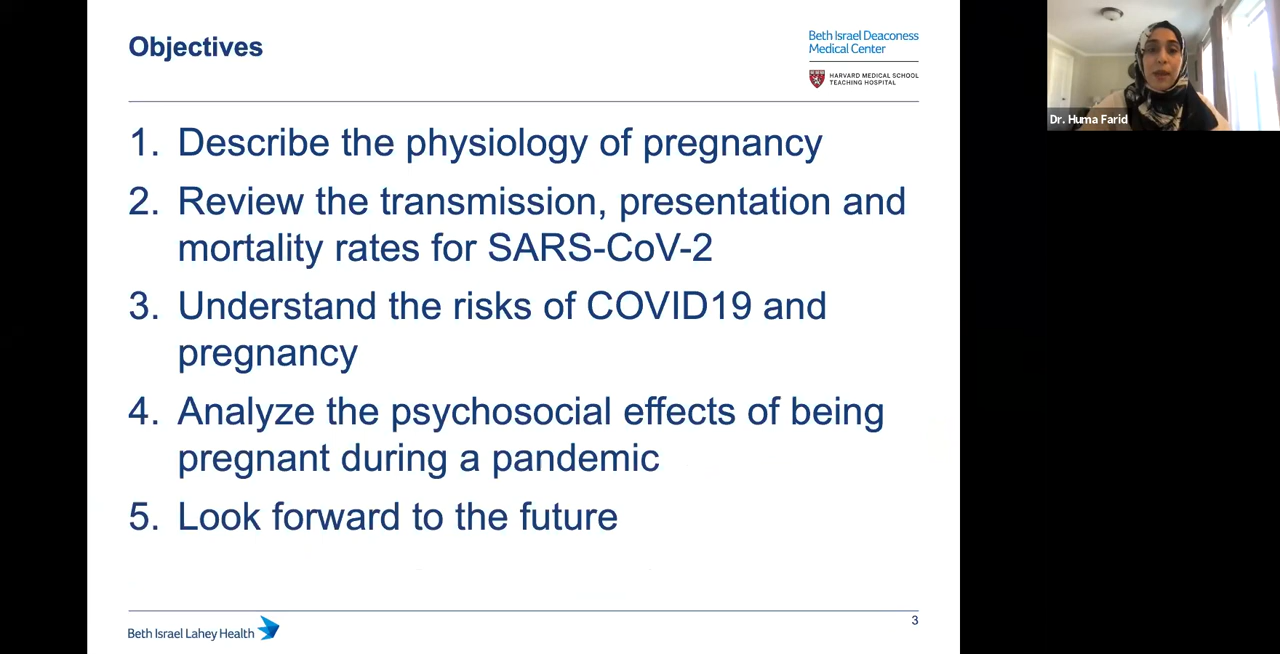 Objectives
Beth Israel Deaconess
Medical Center
HARVARD MEDICAL SCHOOL
TEACHING HOSPITAL
Dr. Huma Farid
1. Describe the physiology of pregnancy
2. Review the transmission, presentation and
mortality rates for SARS-CoV-2
3. Understand the risks of COVID19 and
pregnancy
4. Analyze the psychosocial effects of being
pregnant during a pandemic
5. Look forward to the future
Beth Israel Lahey Health
3